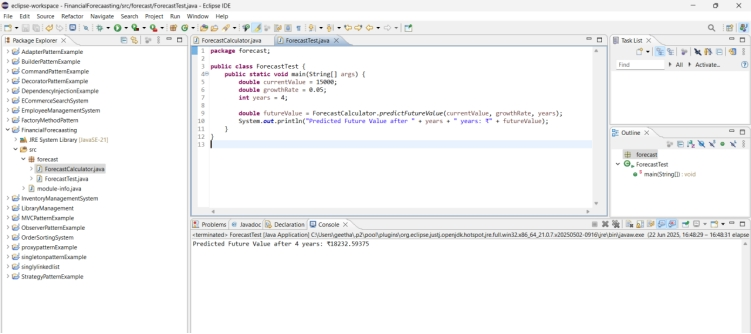 eclipse-workspace - FinancialForecasting/src/forecast/ForecastTest.java - Eclipse IDE
File Edit Source Refactor Navigate Search Project Run Window Help
Package Explorer
AdapterPatternExample
BuilderPatternExample
CommandPatternExample
DecoratorPatternExample
DependencyInjectionExample
ECommerceSearchSystem
EmployeeManagementSystem
FactoryMethodPattern
FinancialForecaasting
JRE System Library [JavaSE-21]
src
forecast
ForecastCalculator.java
ForecastTest.java
module-info.java
InventoryManagementSystem
LibraryManagement
MVCPatternExample
ObserverPatternExample
OrderSortingSystem
proxypatternExample
singletonpatternExample
singlylinkedlist
StrategyPatternExample
ForecastCalculator.java ForecastTest.java
1 package forecast;
2
3 public class ForecastTest {
4 public static void main(String[] args) {
5 double currentValue = 15000;
6 double growthRate = 0.05;
7 int years = 4;
8
9 double futureValue = ForecastCalculator.predictFutureValue(currentValue, growthRate, years);
10 System.out.println("Predicted Future Value after " + years + " years: ₹" + futureValue);
11 }
12 }
13
Problems Javadoc Declaration Console
<terminated> ForecastTest [Java Application] C:\Users\geetha\.p2\pool\plugins\org.eclipse.justj.openjdk.hotspot.jre.full.win32.x86_64_21.0.7.v20250502-0916\jre\bin\javaw.exe (22 Jun 2025, 16:48:29 – 16:48:31 elapse
Predicted Future Value after 4 years: ₹18232.59375
Task List
Find All Activate...
Outline
forecast
ForecastTest
main(String[]) : void